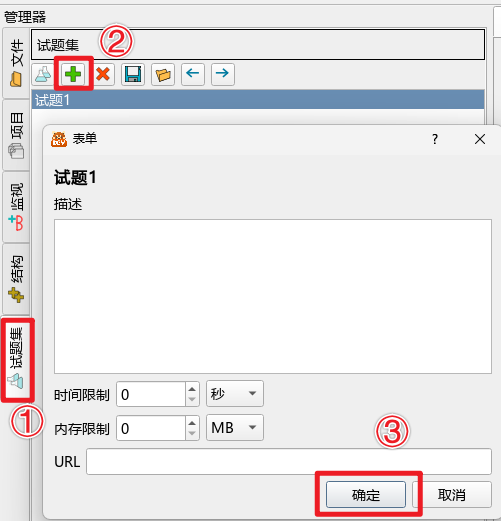 管理器
②
试题集
文件
项目
监视
结构
试题集
①
试题1
表单
试题1
描述
时间限制 0 秒
内存限制 0 MB
③
URL
确定 取消